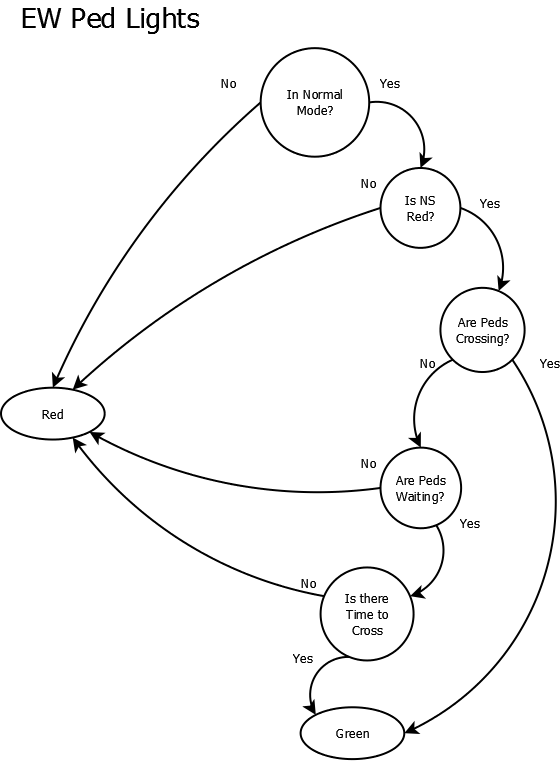 EW Ped Lights
No
Yes
In Normal
Mode?
No
Is NS
Red?
Yes
Are Peds
Crossing?
No
Yes
Red
No
Are Peds
Waiting?
Yes
No
Is there
Time to
Cross
Yes
Green